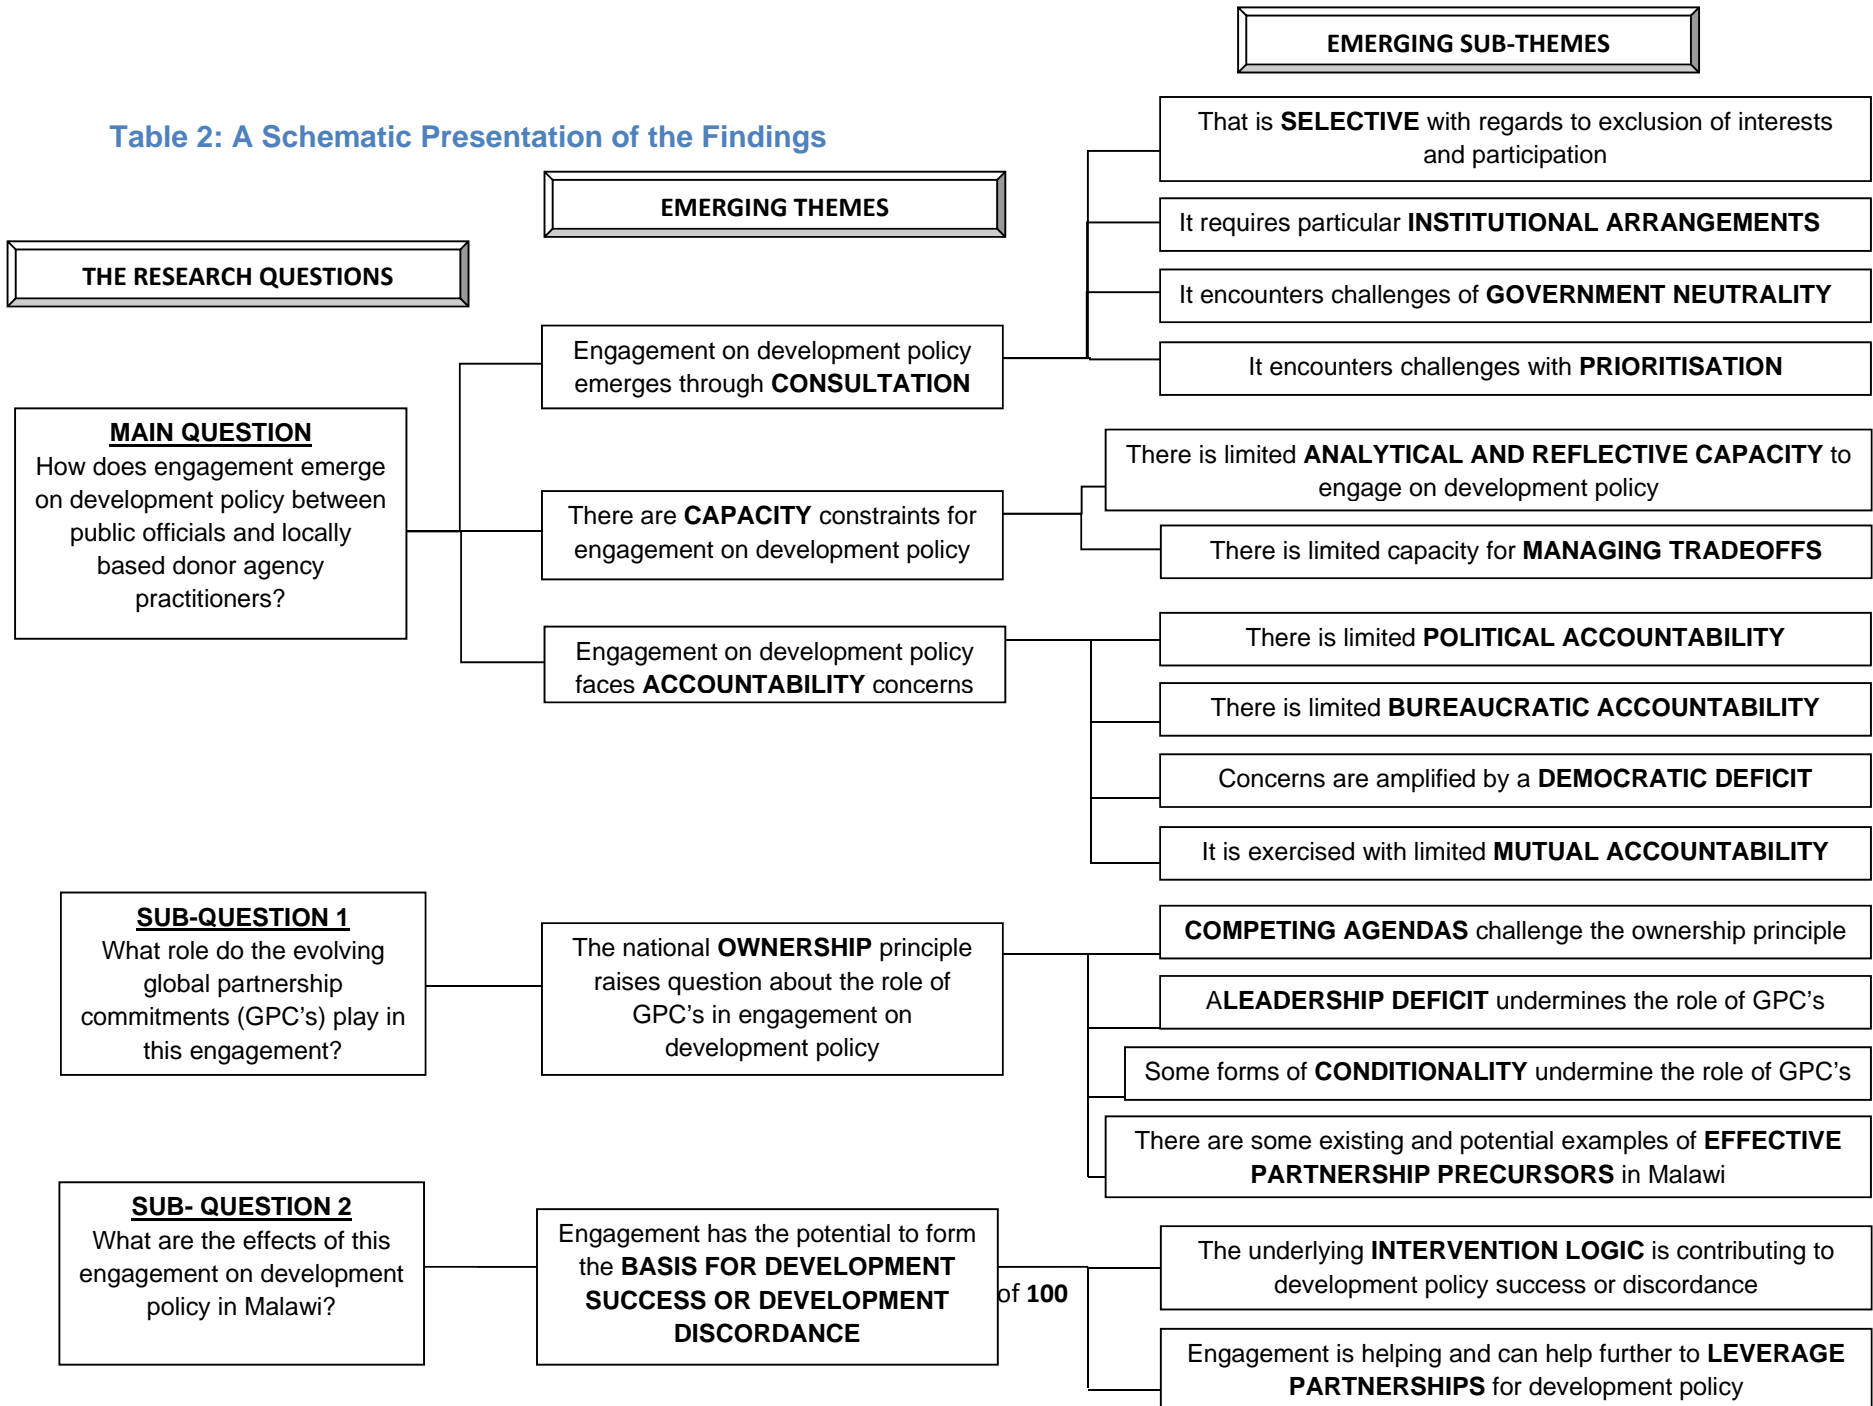 EMERGING SUB-THEMES
Table 2: A Schematic Presentation of the Findings
EMERGING THEMES
THE RESEARCH QUESTIONS
MAIN QUESTION
How does engagement emerge
on development policy between
public officials and locally
based donor agency
practitioners?
Engagement on development policy
emerges through CONSULTATION
That is SELECTIVE with regards to exclusion of interests
and participation
It requires particular INSTITUTIONAL ARRANGEMENTS
It encounters challenges of GOVERNMENT NEUTRALITY
It encounters challenges with PRIORITISATION
There are CAPACITY constraints for
engagement on development policy
There is limited ANALYTICAL AND REFLECTIVE CAPACITY to
engage on development policy
There is limited capacity for MANAGING TRADEOFFS
Engagement on development policy
faces ACCOUNTABILITY concerns
There is limited POLITICAL ACCOUNTABILITY
There is limited BUREAUCRATIC ACCOUNTABILITY
Concerns are amplified by a DEMOCRATIC DEFICIT
It is exercised with limited MUTUAL ACCOUNTABILITY
SUB-QUESTION 1
What role do the evolving
global partnership
commitments (GPC's) play in
this engagement?
The national OWNERSHIP principle
raises question about the role of
GPC's in engagement on
development policy
COMPETING AGENDAS challenge the ownership principle
ALEADERSHIP DEFICIT undermines the role of GPC's
Some forms of CONDITIONALITY undermine the role of GPC's
There are some existing and potential examples of EFFECTIVE
PARTNERSHIP PRECURSORS in Malawi
SUB- QUESTION 2
What are the effects of this
engagement on development
policy in Malawi?
Engagement has the potential to form
the BASIS FOR DEVELOPMENT
SUCCESS OR DEVELOPMENT
DISCORDANCE
of 100
The underlying INTERVENTION LOGIC is contributing to
development policy success or discordance
Engagement is helping and can help further to LEVERAGE
PARTNERSHIPS for development policy